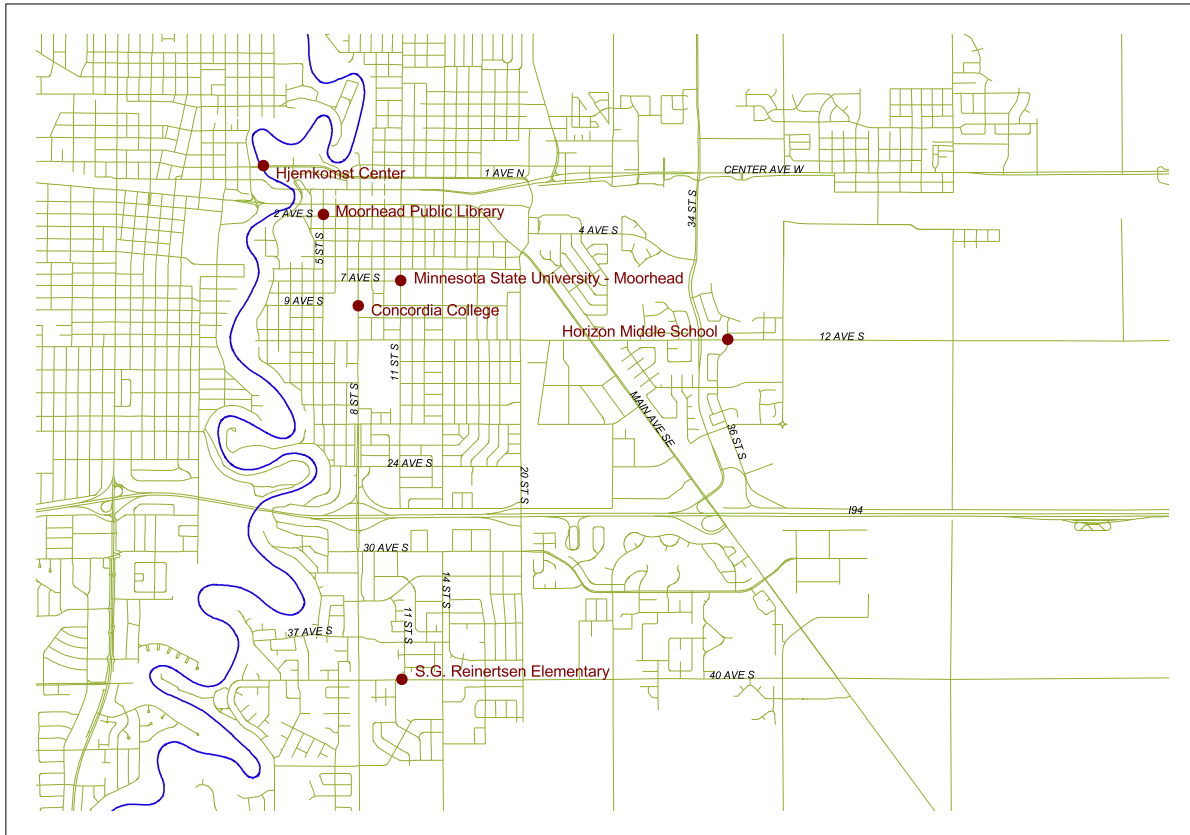 Hjemkomst Center
1 AVE N
CENTER AVE W
2 AVE S
Moorhead Public Library
34 ST S
4 AVE S
5 ST S
7 AVE S
Minnesota State University - Moorhead
9 AVE S
Concordia College
Horizon Middle School
12 AVE S
11 ST S
8 ST S
MAIN AVE SE
36 ST S
24 AVE S
20 ST S
I94
30 AVE S
14 ST S
11 ST S
37 AVE S
S.G. Reinertsen Elementary
40 AVE S